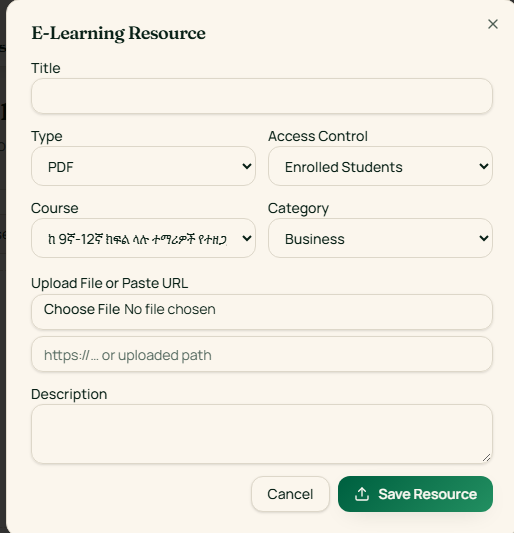 E-Learning Resource
Title
Type
Access Control
PDF
Enrolled Students
Course
Category
ከ 9ኛ-12ኛ ክፍል ላሉ ተማሪዎች የተዘጋ
Business
Upload File or Paste URL
Choose File No file chosen
https://... or uploaded path
Description
Cancel
Save Resource